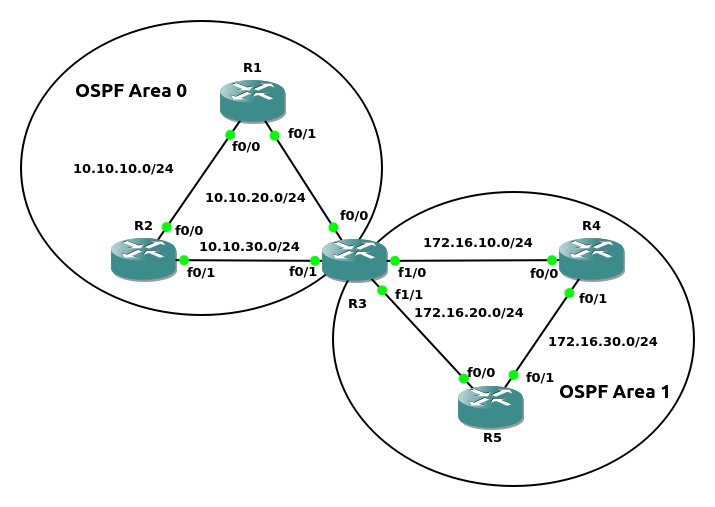 R1
OSPF Area 0
f0/1
f0/0
10.10.10.0/24
10.10.20.0/24
f0/0
R2
f0/0
R4
10.10.30.0/24
172.16.10.0/24
f0/1
f0/1
f1/0
f0/0
R3
f1/1
f0/1
172.16.20.0/24
172.16.30.0/24
f0/0
f0/1
OSPF Area 1
R5